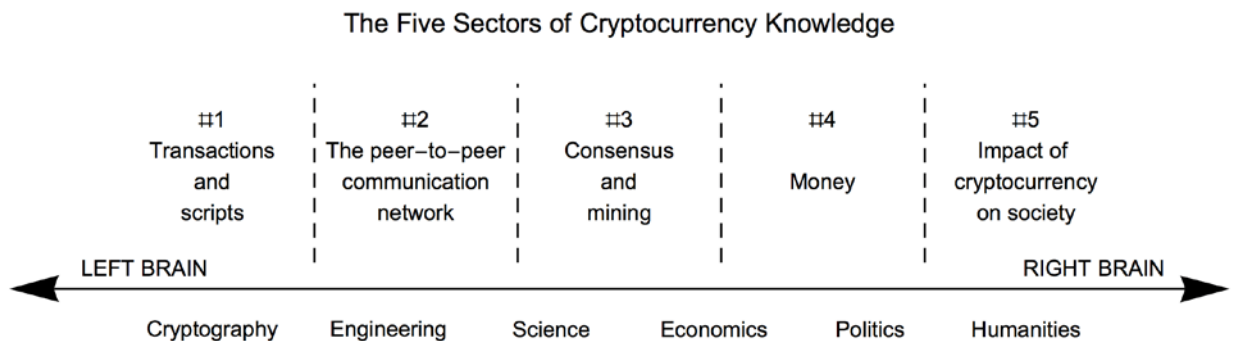 The Five Sectors of Cryptocurrency Knowledge
#1
Transactions
and
scripts
#2
The peer-to-peer
communication
network
#3
Consensus
and
mining
#4
Money
#5
Impact of
cryptocurrency
on society
LEFT BRAIN
RIGHT BRAIN
Cryptography Engineering Science Economics Politics Humanities